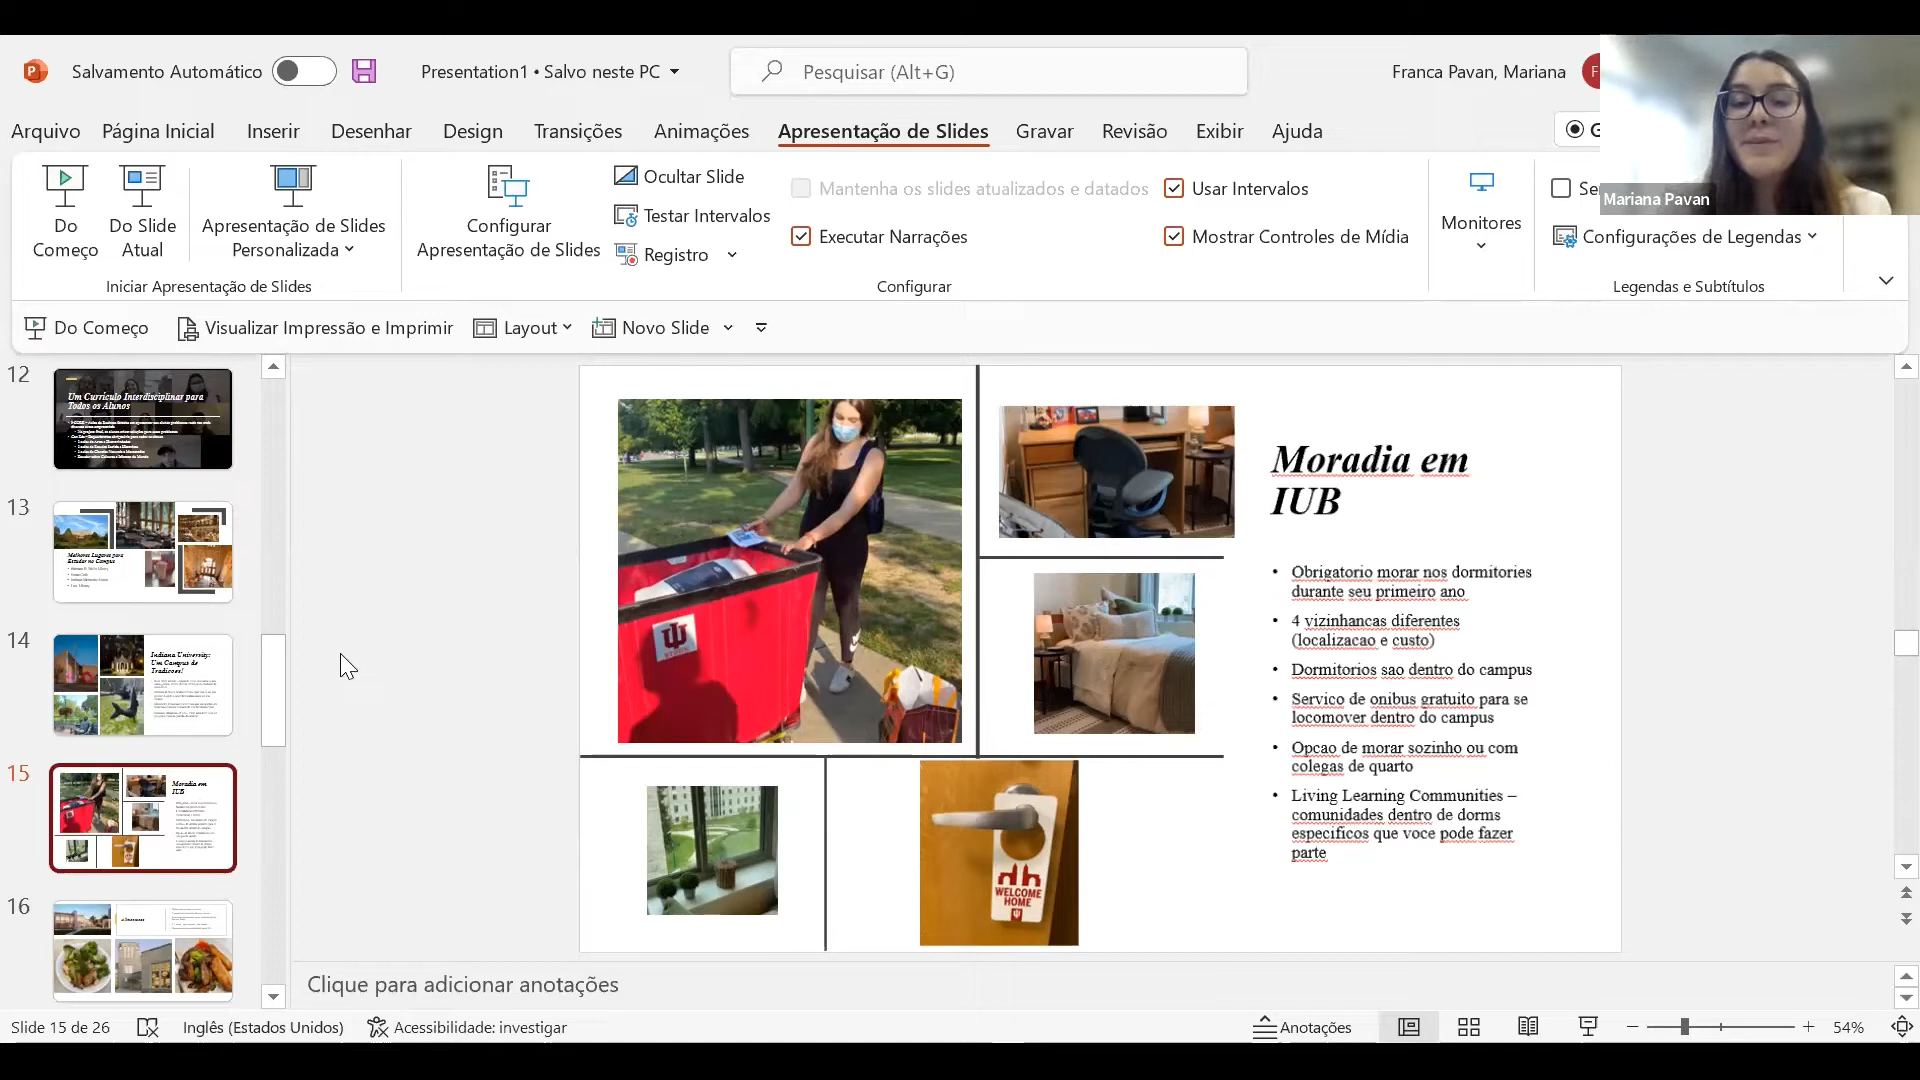 Salvamento Automático
Presentation1 • Salvo neste PC
Pesquisar (Alt+G)
Franca Pavan, Mariana
F
Arquivo Página Inicial Inserir Desenhar Design Transições Animações Apresentação de Slides Gravar Revisão Exibir Ajuda
G
Do Começo
Do Slide Atual
Apresentação de Slides Personalizada
Iniciar Apresentação de Slides
Configurar Apresentação de Slides
Ocultar Slide
Testar Intervalos
Registro
Mantenha os slides atualizados e datados
Executar Narrações
Usar Intervalos
Mostrar Controles de Mídia
Configurar
Monitores
Se
Configurações de Legendas
Legendas e Subtítulos
Mariana Pavan
Do Começo Visualizar Impressão e Imprimir Layout Novo Slide
12
Um Currículo Interdisciplinar para
Todos os Alunos
13
Melhores Lugares para
Estudar no Campus
14
Indiana University:
Um Campus de
Tradicoes!
15
Moradia em
IUB
16
Moradia em
IUB
• Obrigatorio morar nos dormitories
durante seu primeiro ano
• 4 vizinhancas diferentes
(localizacao e custo)
• Dormitorios sao dentro do campus
• Servico de onibus gratuito para se
locomover dentro do campus
• Opcao de morar sozinho ou com
colegas de quarto
• Living Learning Communities –
comunidades dentro de dorms
especificos que voce pode fazer
parte
WELCOME
HOME
Clique para adicionar anotações
Slide 15 de 26 Inglês (Estados Unidos) Acessibilidade: investigar Anotações 54%